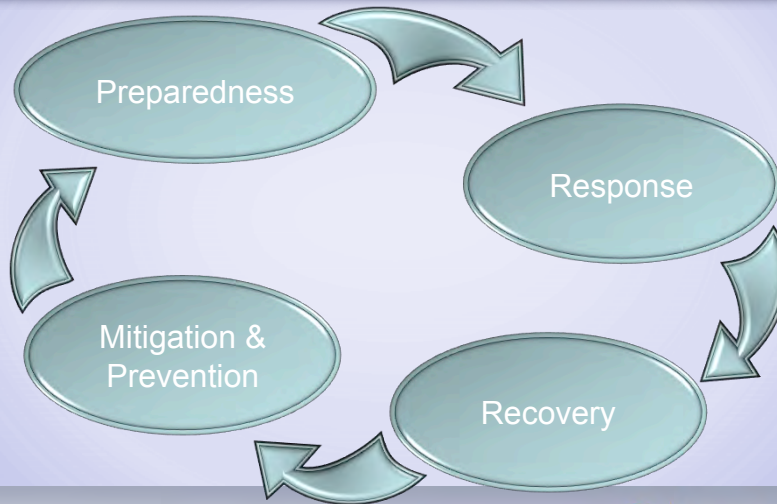 Preparedness
Response
Recovery
Mitigation &
Prevention